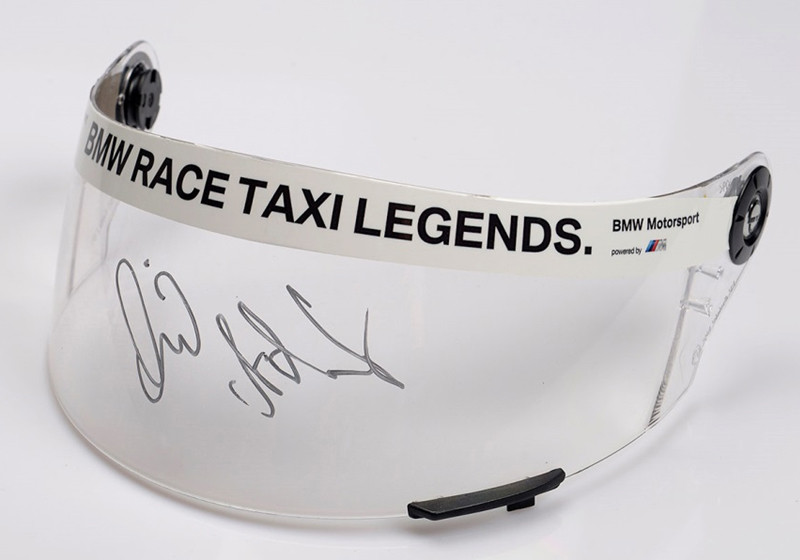 BMW RACE TAXI LEGENDS.
BMW Motorsport
powered by M